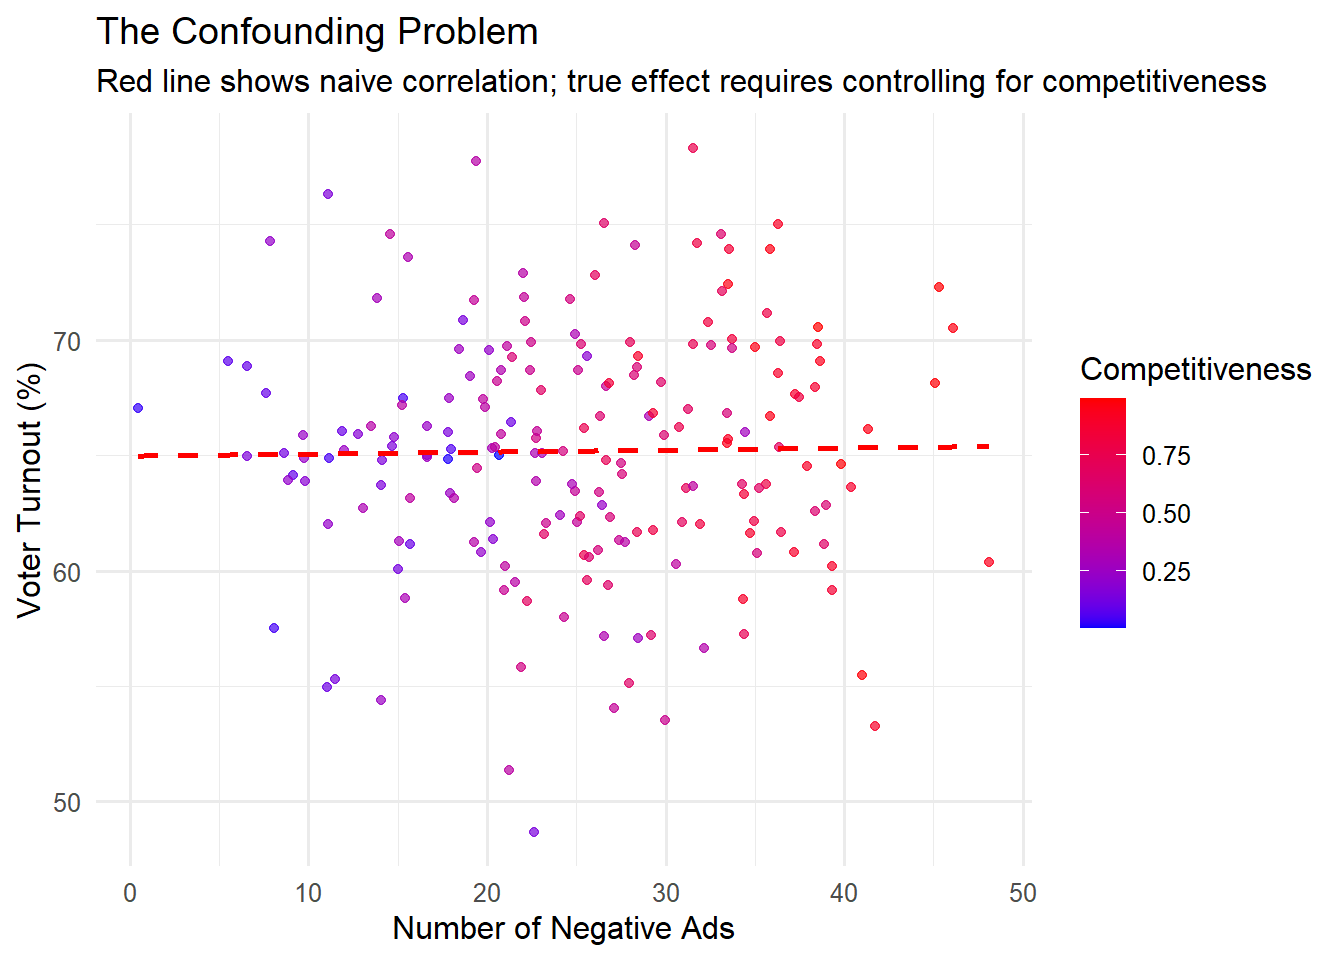 The Confounding Problem
Red line shows naive correlation; true effect requires controlling for competitiveness
Voter Turnout (%)
70
60
50
0
10
20
30
40
50
Number of Negative Ads
Competitiveness
0.75
0.50
0.25